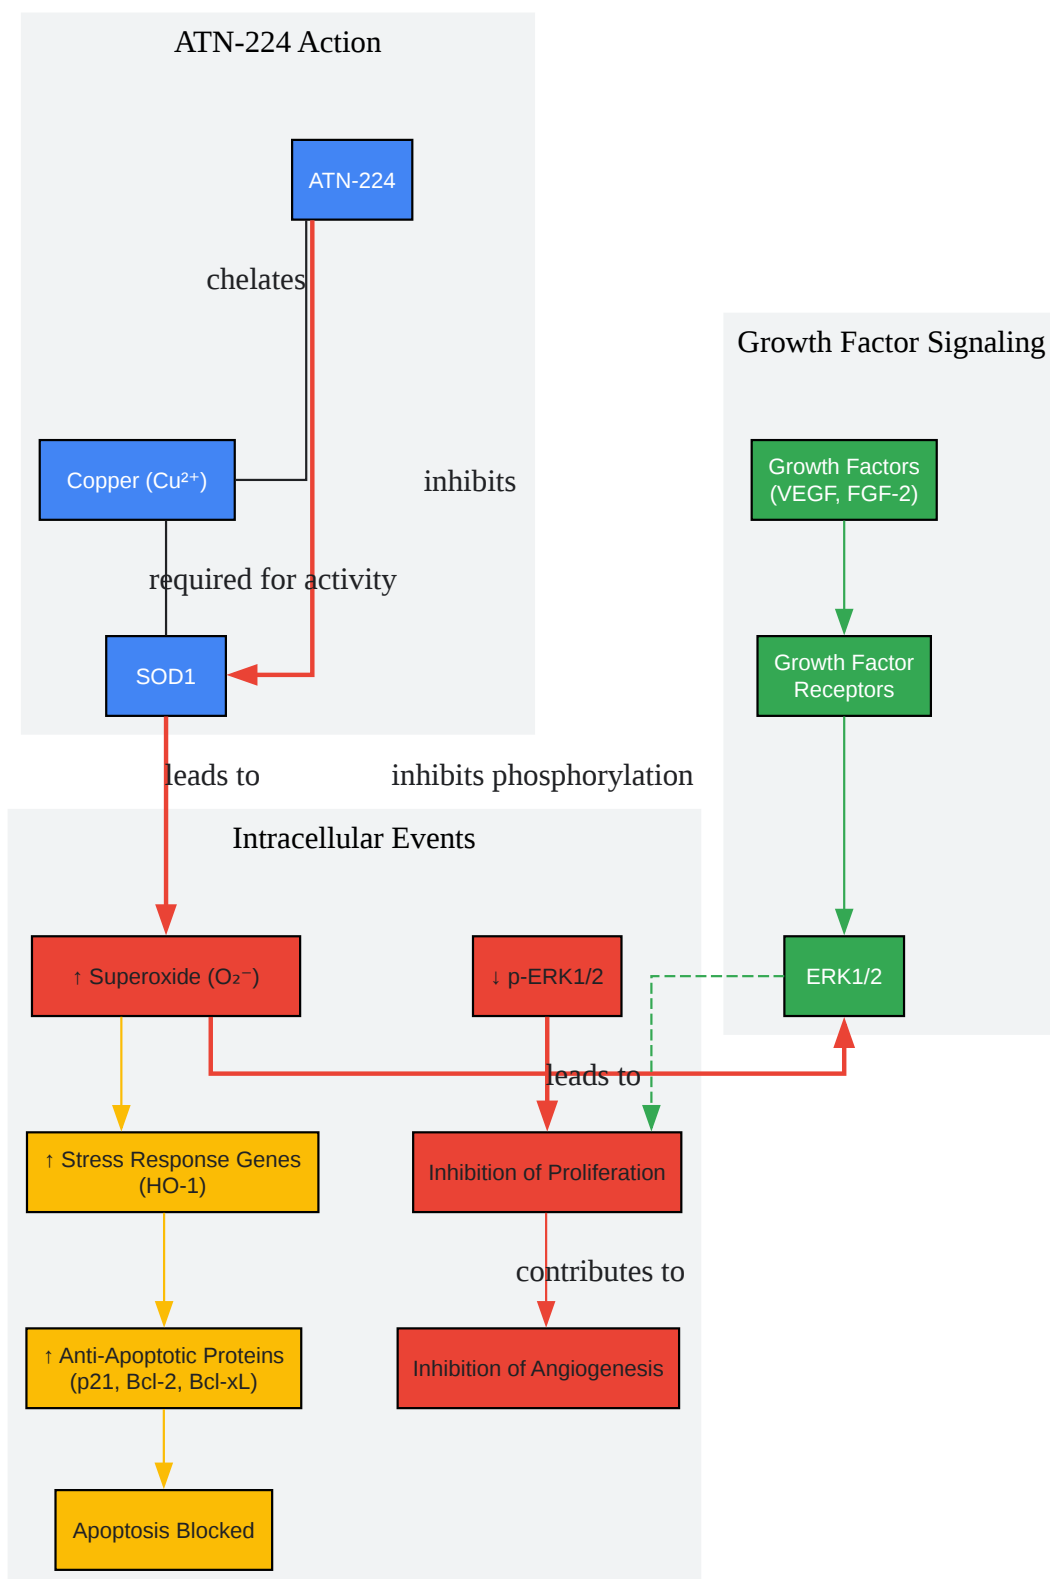 ATN-224 Action
ATN-224
chelates
Growth Factor Signaling
Copper (Cu²⁺)
inhibits
Growth Factors
(VEGF, FGF-2)
required for activity
SOD1
Growth Factor
Receptors
leads to
inhibits phosphorylation
Intracellular Events
↑ Superoxide (O₂⁻)
↓ p-ERK1/2
ERK1/2
leads to
↑ Stress Response Genes
(HO-1)
Inhibition of Proliferation
contributes to
↑ Anti-Apoptotic Proteins
(p21, Bcl-2, Bcl-xL)
Inhibition of Angiogenesis
Apoptosis Blocked